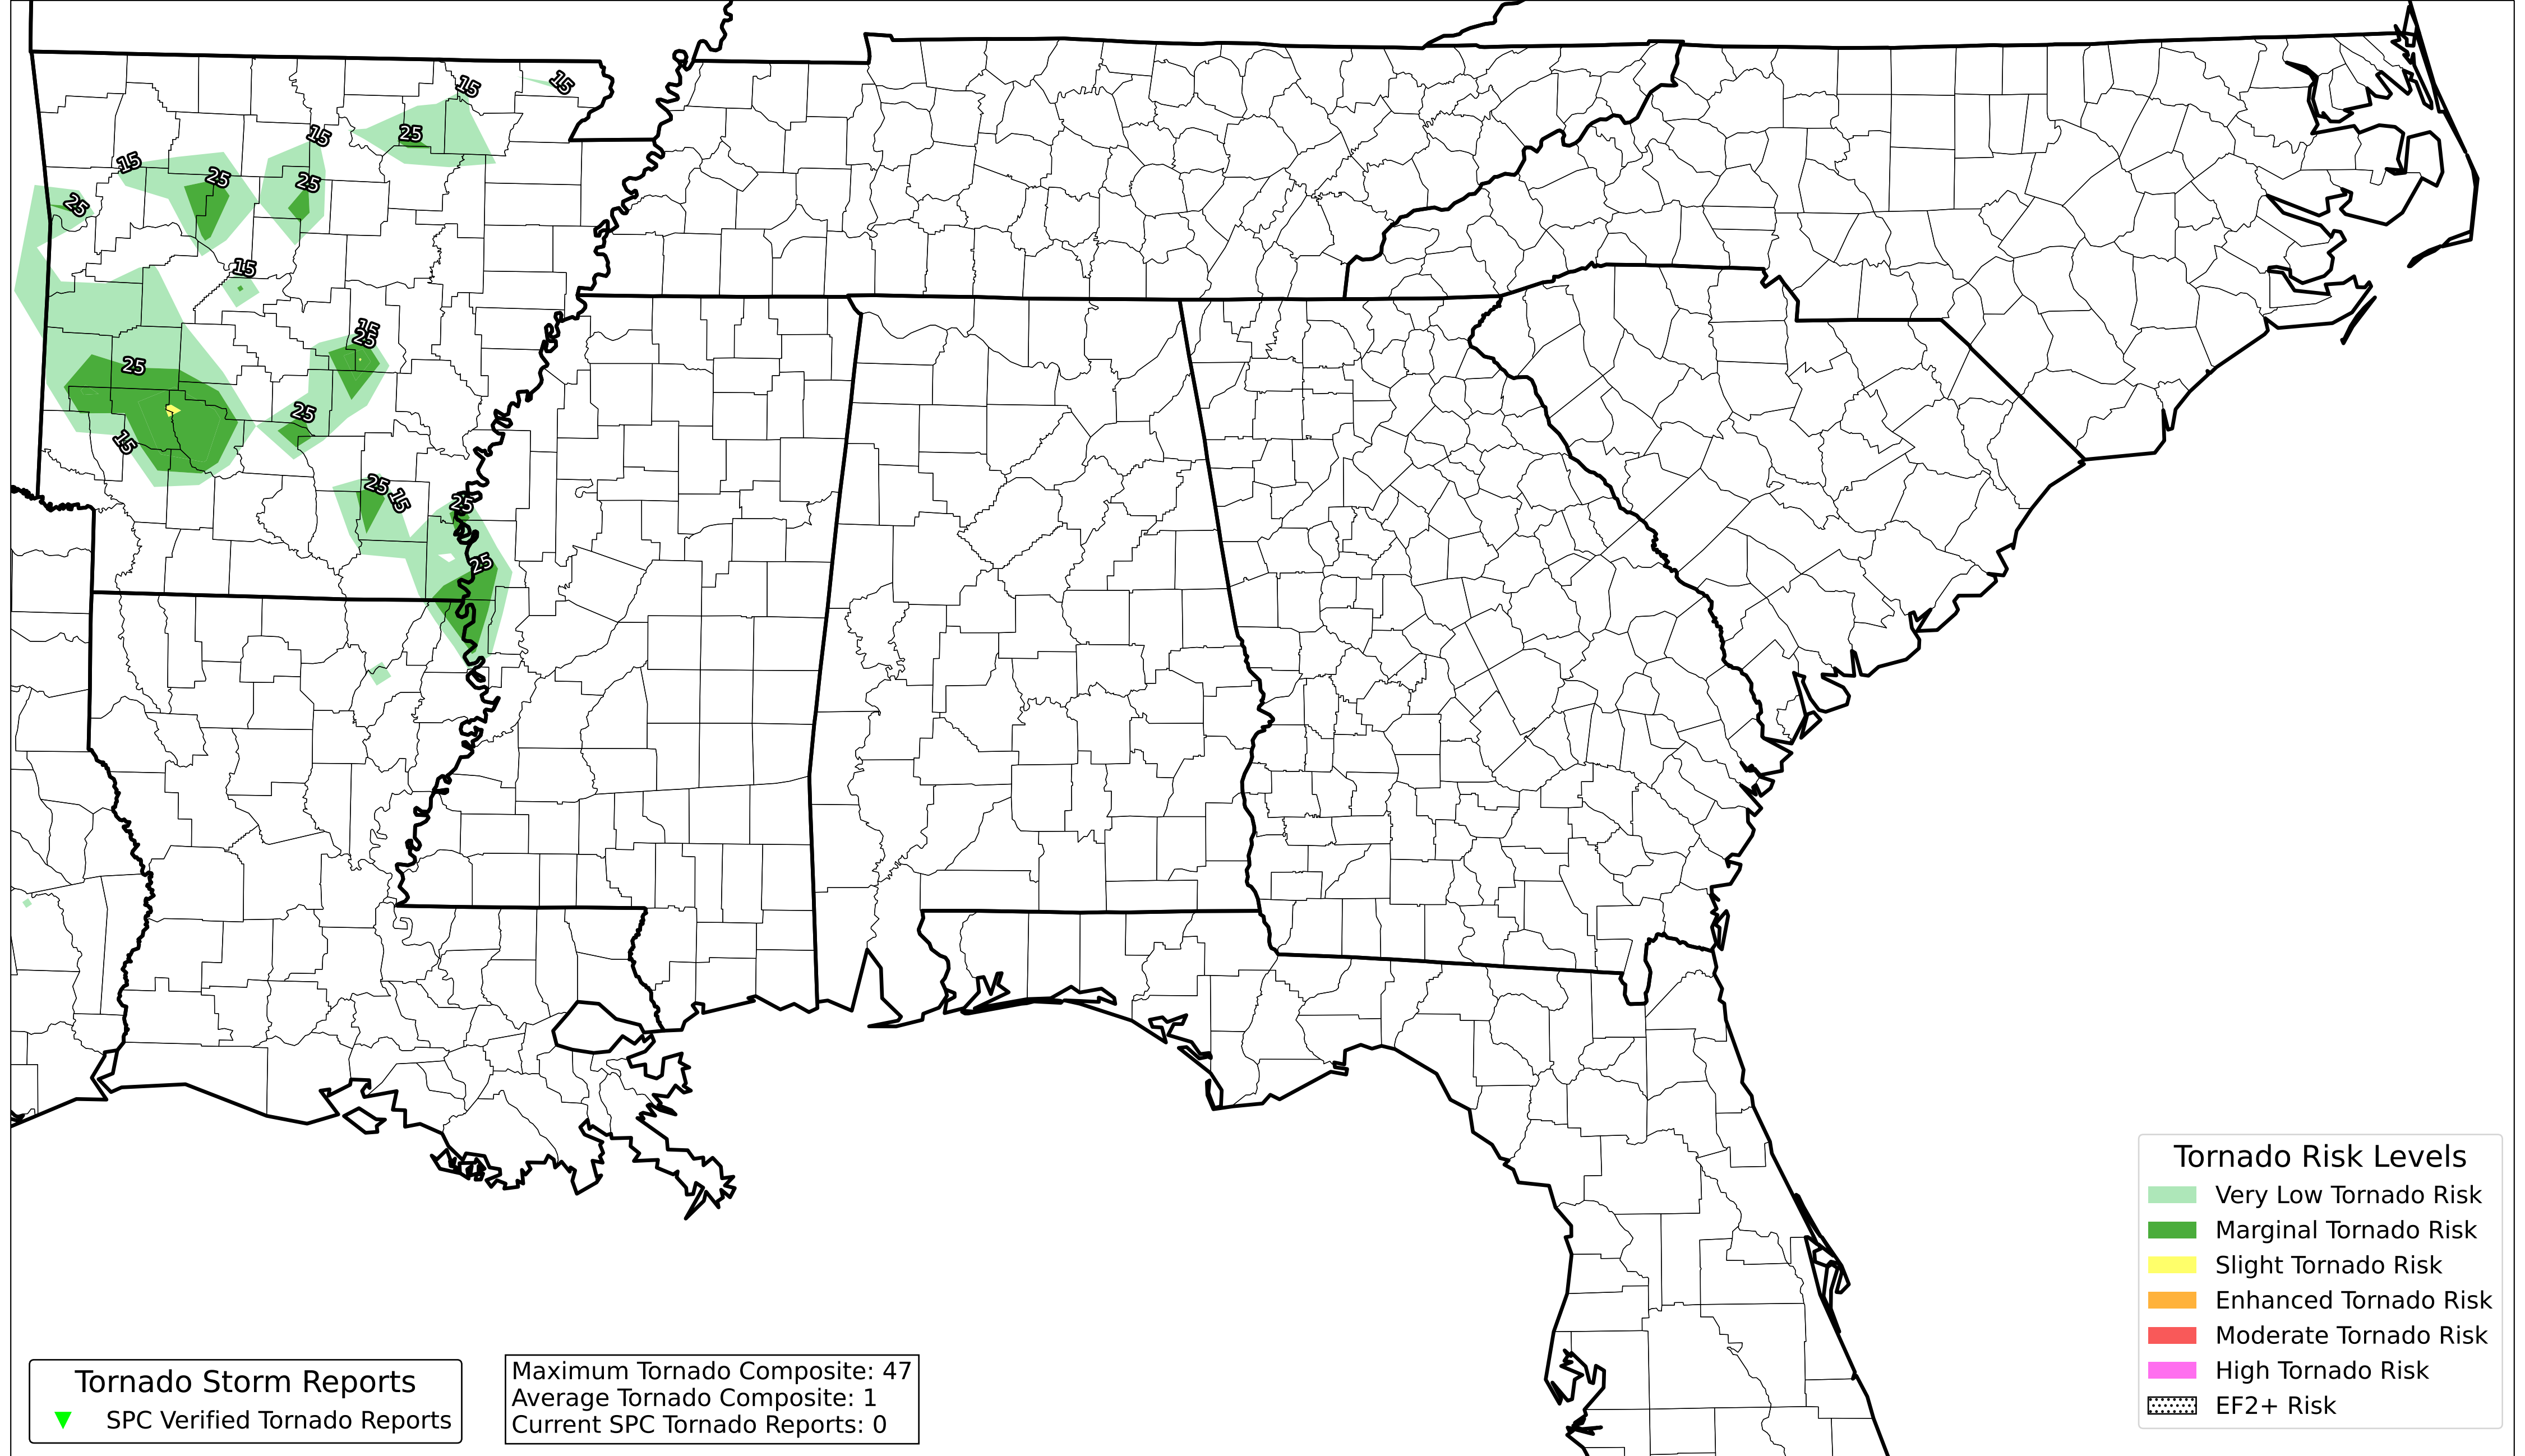 15
15
25
15
15
25
25
25
15
15
25
25
25
15
25
15
25
25
Tornado Risk Levels
Very Low Tornado Risk
Marginal Tornado Risk
Slight Tornado Risk
Enhanced Tornado Risk
Moderate Tornado Risk
High Tornado Risk
EF2+ Risk
Tornado Storm Reports
SPC Verified Tornado Reports
Maximum Tornado Composite: 47
Average Tornado Composite: 1
Current SPC Tornado Reports: 0